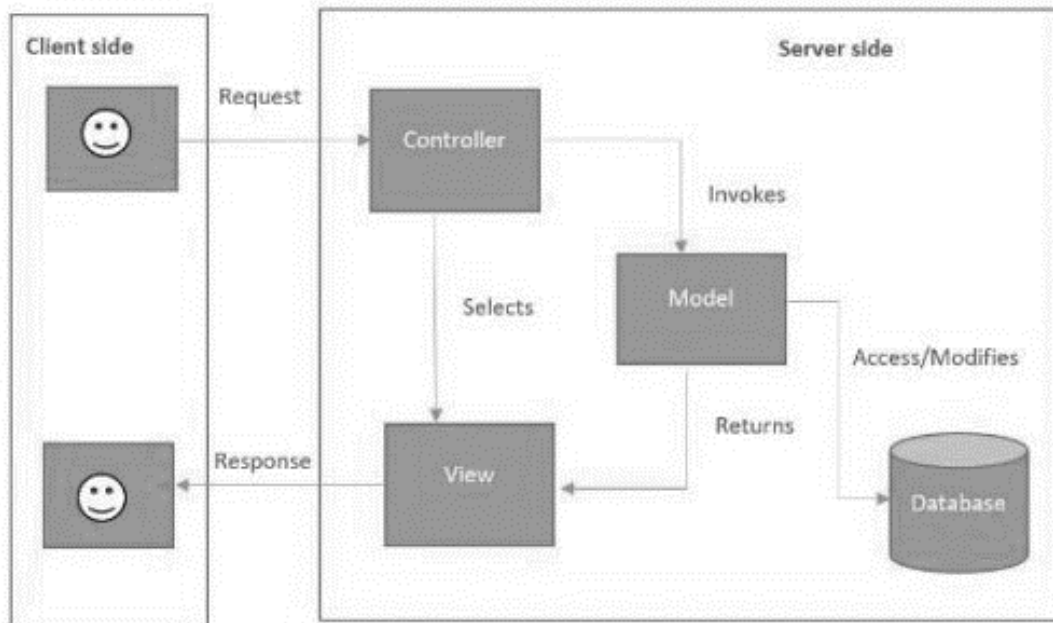 Client side
Server side
Request
Controller
Invokes
Model
Selects
Access/Modifies
Returns
Response
View
Database